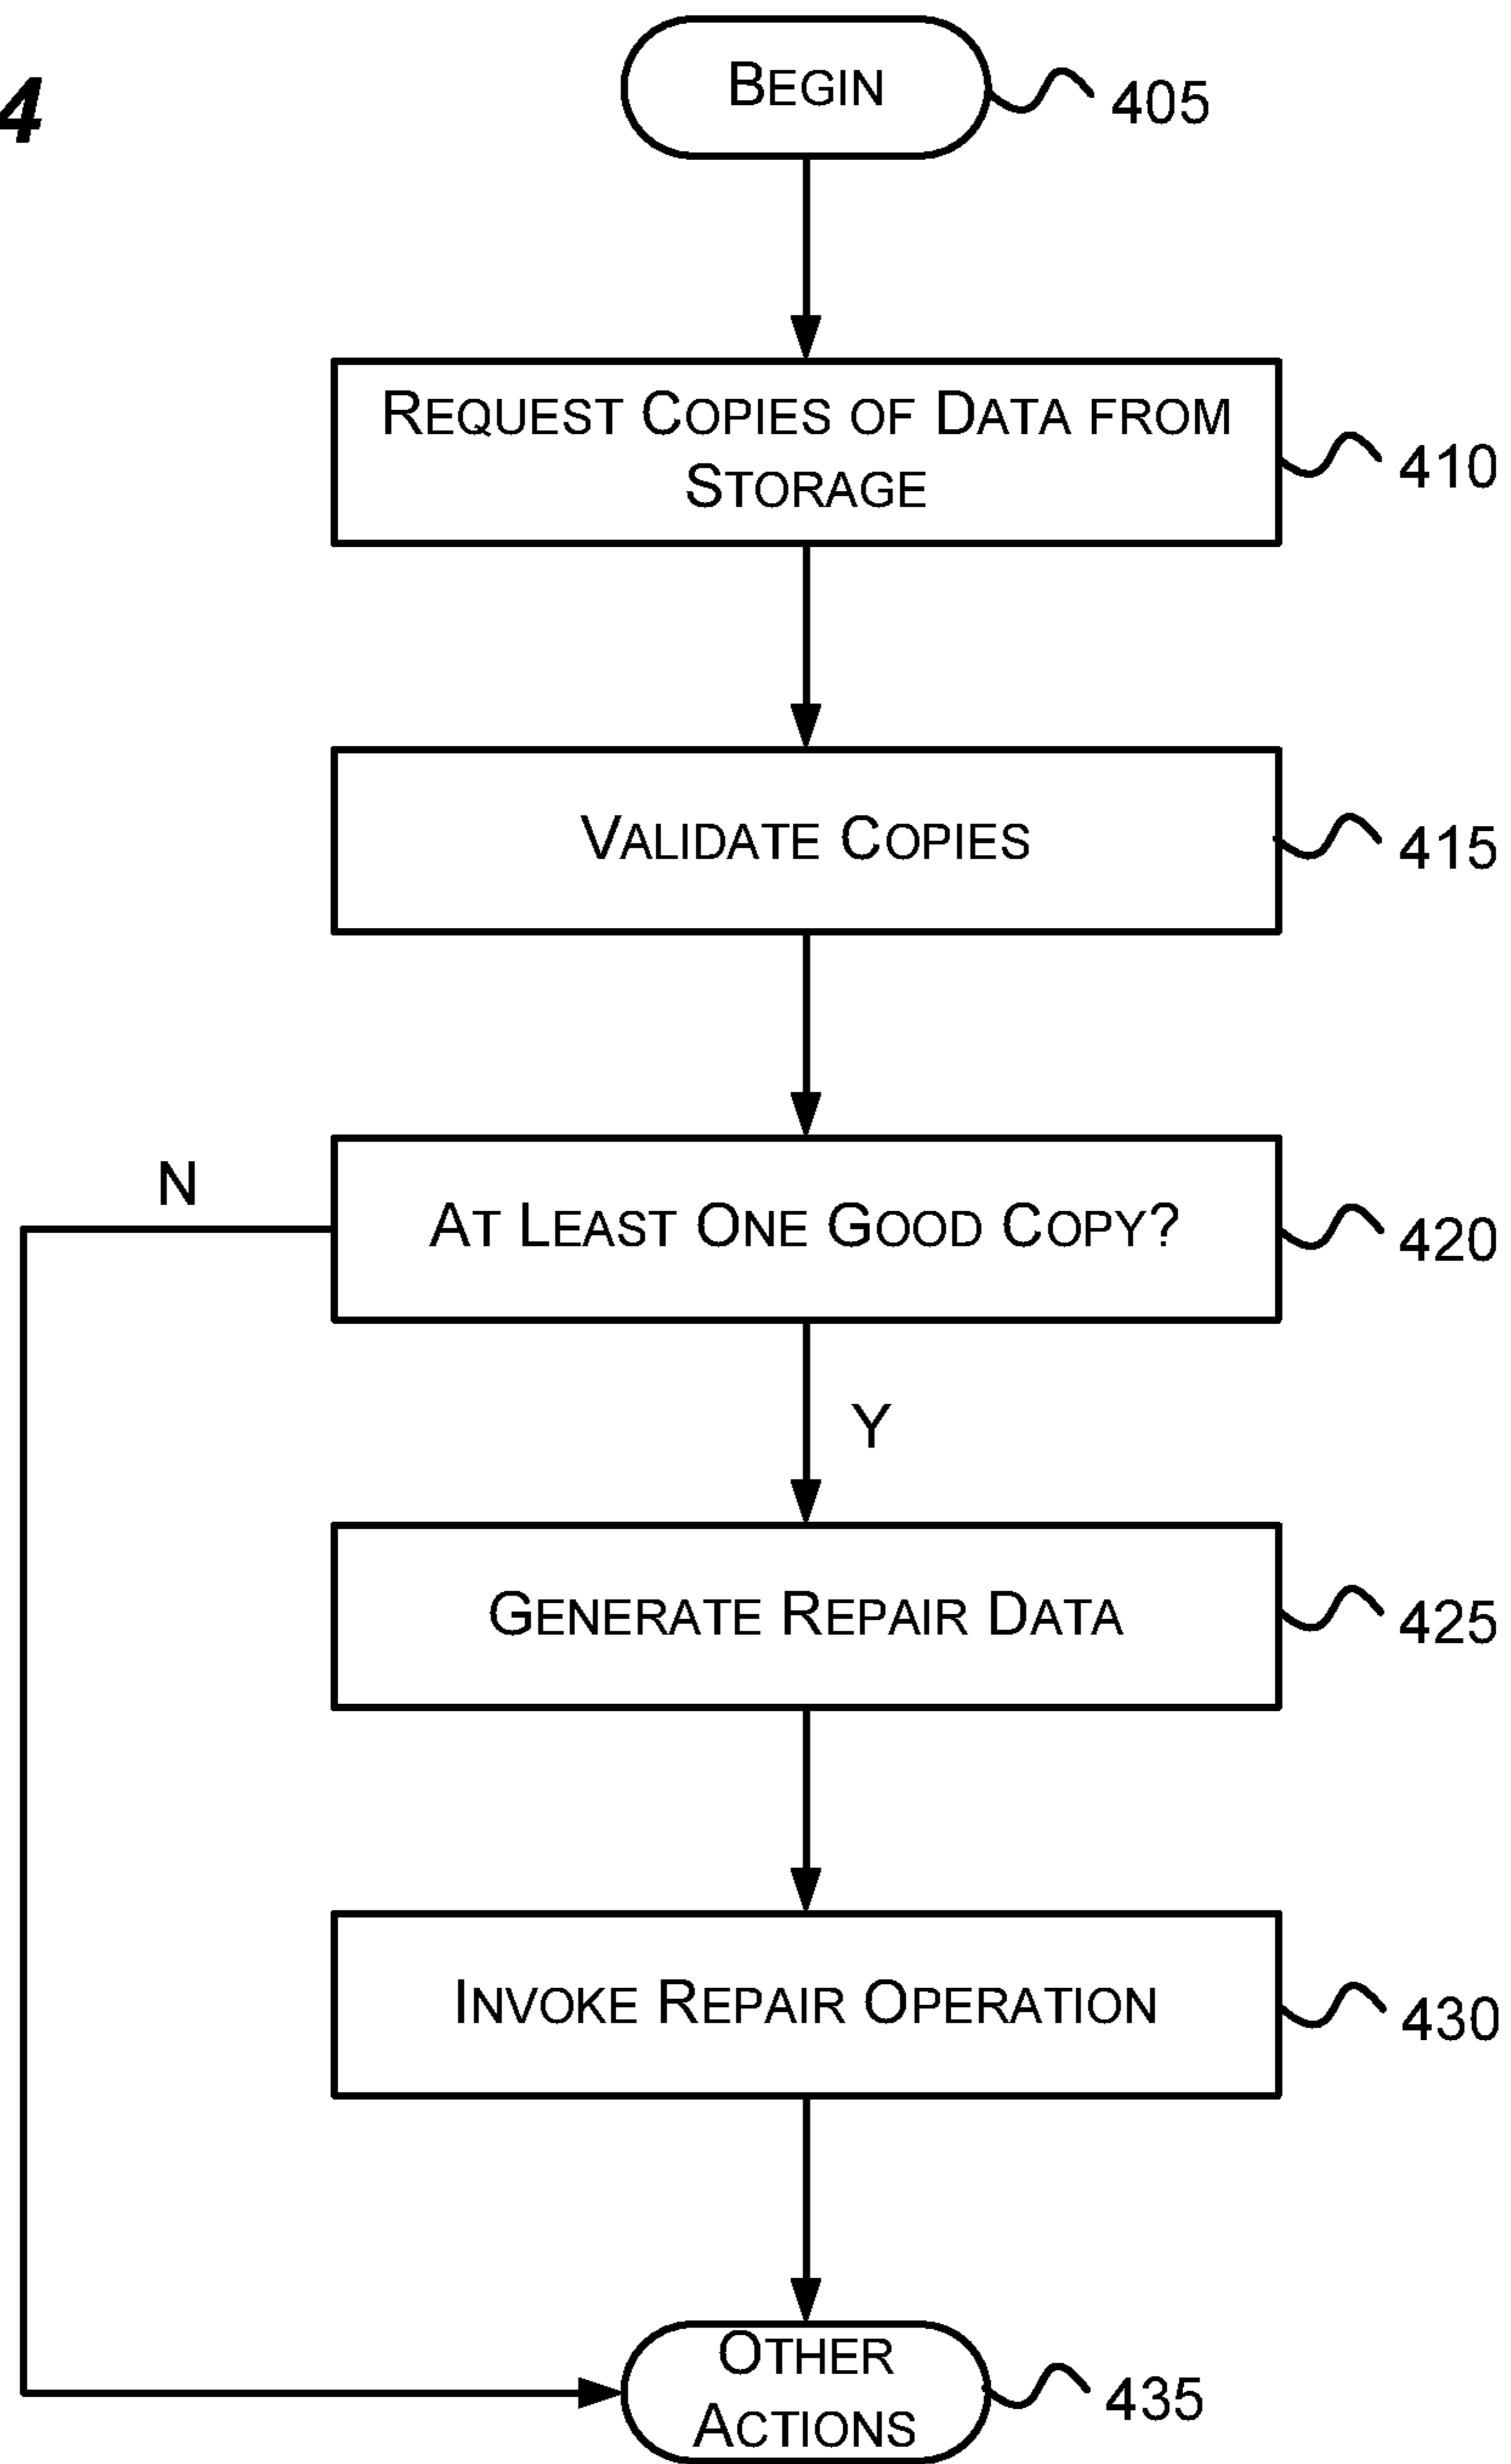 4
BEGIN
405
REQUEST COPIES OF DATA FROM
STORAGE
410
VALIDATE COPIES
415
N
AT LEAST ONE GOOD COPY?
420
Y
GENERATE REPAIR DATA
425
INVOKE REPAIR OPERATION
430
OTHER
ACTIONS
435